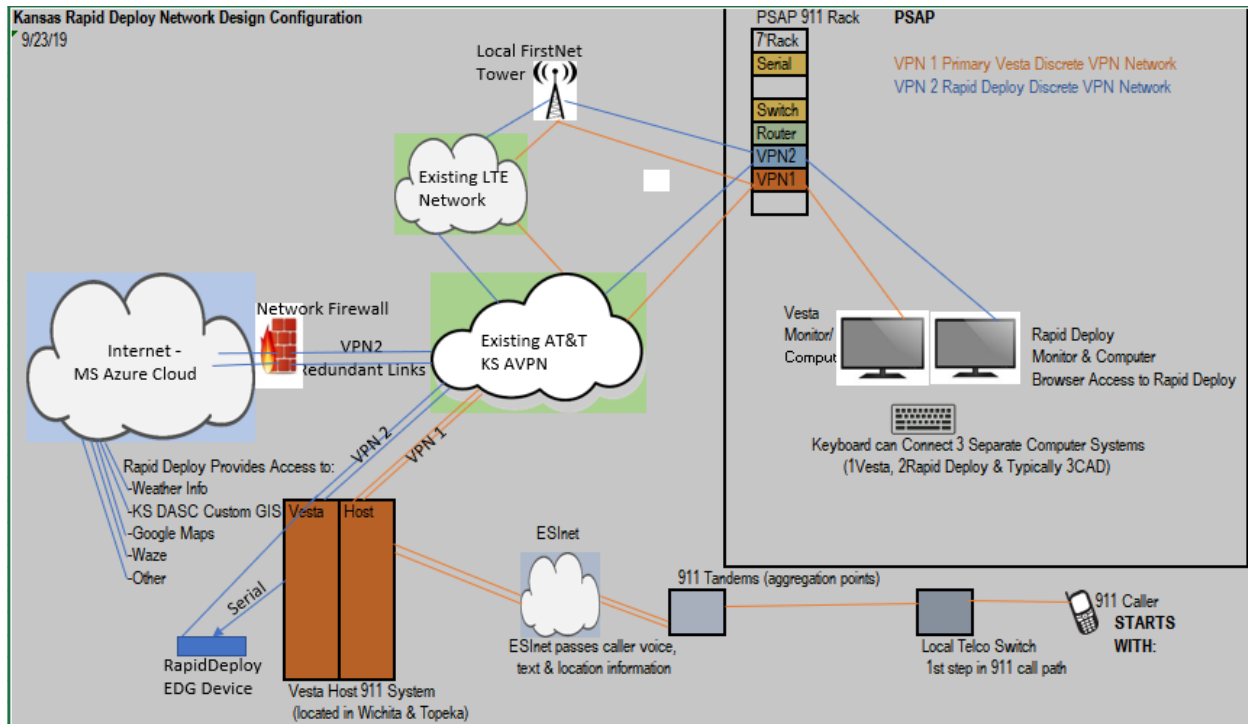 Kansas Rapid Deploy Network Design Configuration
9/23/19
Local FirstNet
Tower
PSAP 911 Rack
PSAP
7'Rack
Serial
Switch
Router
VPN2
VPN1
VPN 1 Primary Vesta Discrete VPN Network
VPN 2 Rapid Deploy Discrete VPN Network
Existing LTE
Network
Network Firewall
Internet -
MS Azure Cloud
VPN2
Redundant Links
Existing AT&T
KS AVPN
Vesta
Monitor/
Comput
Rapid Deploy
Monitor & Computer
Browser Access to Rapid Deploy
Keyboard can Connect 3 Separate Computer Systems
(1Vesta, 2Rapid Deploy & Typically 3CAD)
VPN 2
VPN 1
Rapid Deploy Provides Access to:
-Weather Info
-KS DASC Custom GIS
-Google Maps
-Waze
-Other
Vesta
Host
Serial
RapidDeploy
EDG Device
Vesta Host 911 System
(located in Wichita & Topeka)
ESInet
ESInet passes caller voice,
text & location information
911 Tandems (aggregation points)
Local Telco Switch
1st step in 911 call path
911 Caller
STARTS
WITH: